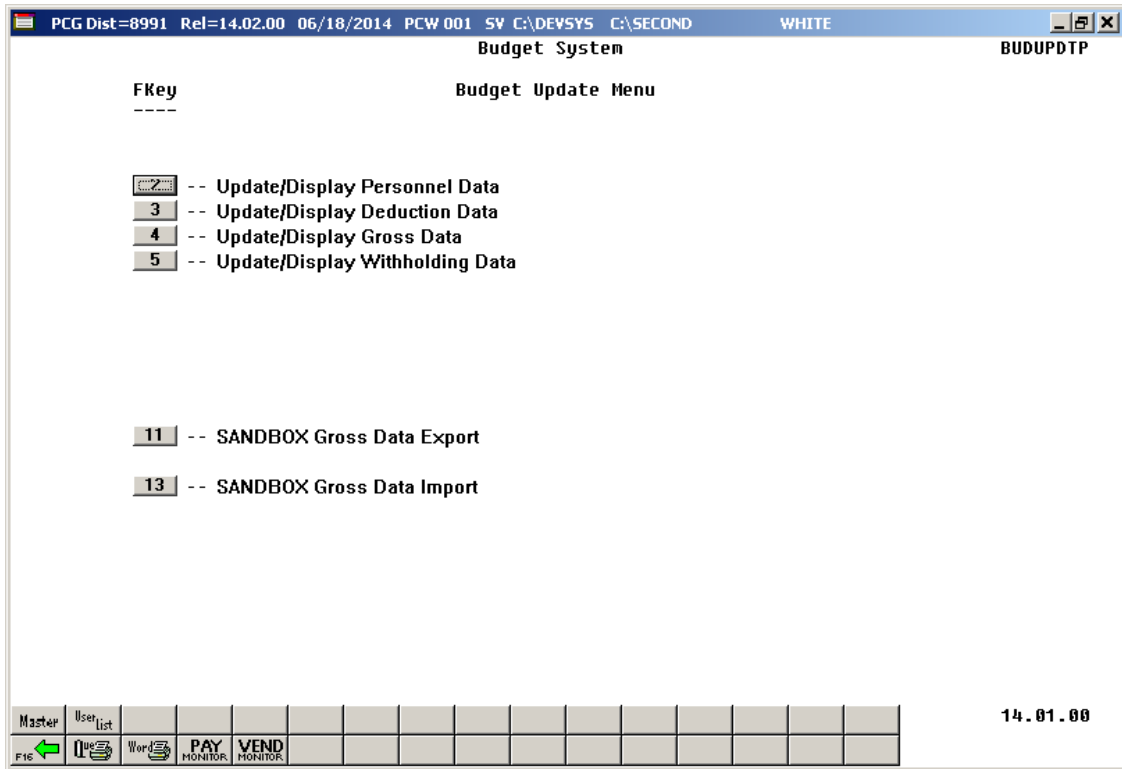 PCG Dist=8991 Rel=14.02.00 06/18/2014 PCW 001 SV C:\DEVSYS C:\SECOND WHITE
Budget System BUDUPDTP
FKey Budget Update Menu
----
2 -- Update/Display Personnel Data
3 -- Update/Display Deduction Data
4 -- Update/Display Gross Data
5 -- Update/Display Withholding Data
11 -- SANDBOX Gross Data Export
13 -- SANDBOX Gross Data Import
Master User List 14.01.00
F16 Que Word PAY MONITOR VEND MONITOR